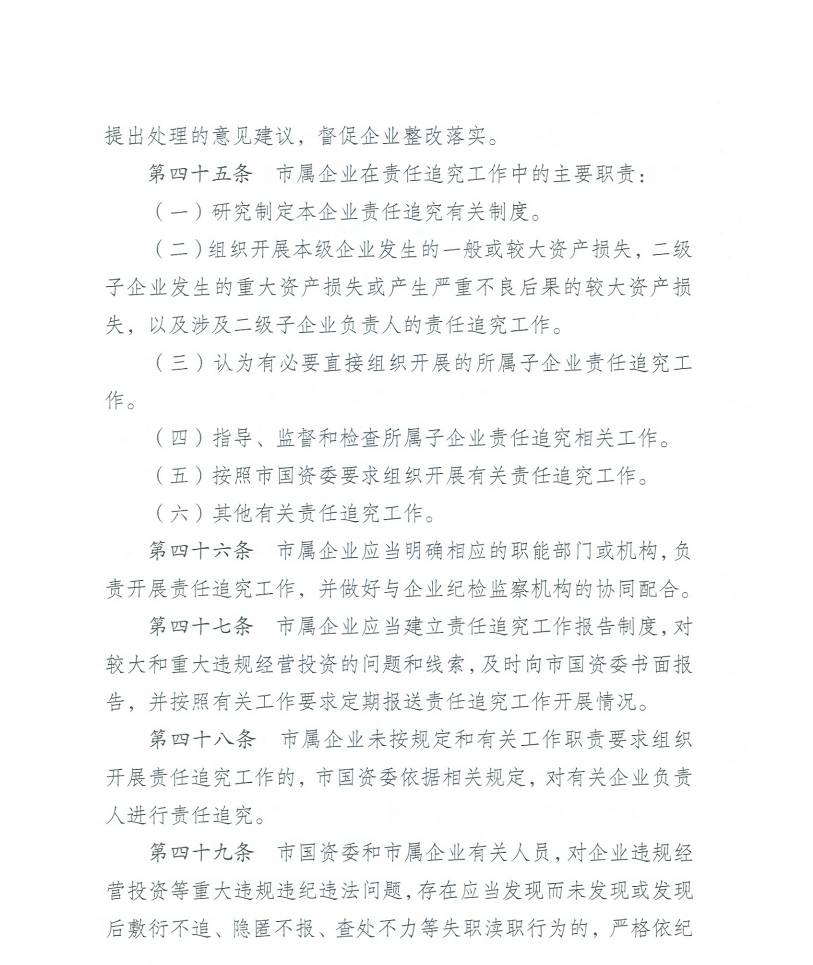 提出处理的意见建议，督促企业整改落实。
第四十五条　市属企业在责任追究工作中的主要职责：
（一）研究制定本企业责任追究有关制度。
（二）组织开展本级企业发生的一般或较大资产损失，二级
子企业发生的重大资产损失或产生严重不良后果的较大资产损
失，以及涉及二级子企业负责人的责任追究工作。
（三）认为有必要直接组织开展的所属子企业责任追究工
作。
（四）指导、监督和检查所属子企业责任追究相关工作。
（五）按照市国资委要求组织开展有关责任追究工作。
（六）其他有关责任追究工作。
第四十六条　市属企业应当明确相应的职能部门或机构，负
责开展责任追究工作，并做好与企业纪检监察机构的协同配合。
第四十七条　市属企业应当建立责任追究工作报告制度，对
较大和重大违规经营投资的问题和线索，及时向市国资委书面报
告，并按照有关工作要求定期报送责任追究工作开展情况。
第四十八条　市属企业未按规定和有关工作职责要求组织
开展责任追究工作的，市国资委依据相关规定，对有关企业负责
人进行责任追究。
第四十九条　市国资委和市属企业有关人员，对企业违规经
营投资等重大违规违纪违法问题，存在应当发现而未发现或发现
后敷衍不追、隐匿不报、查处不力等失职渎职行为的，严格依纪